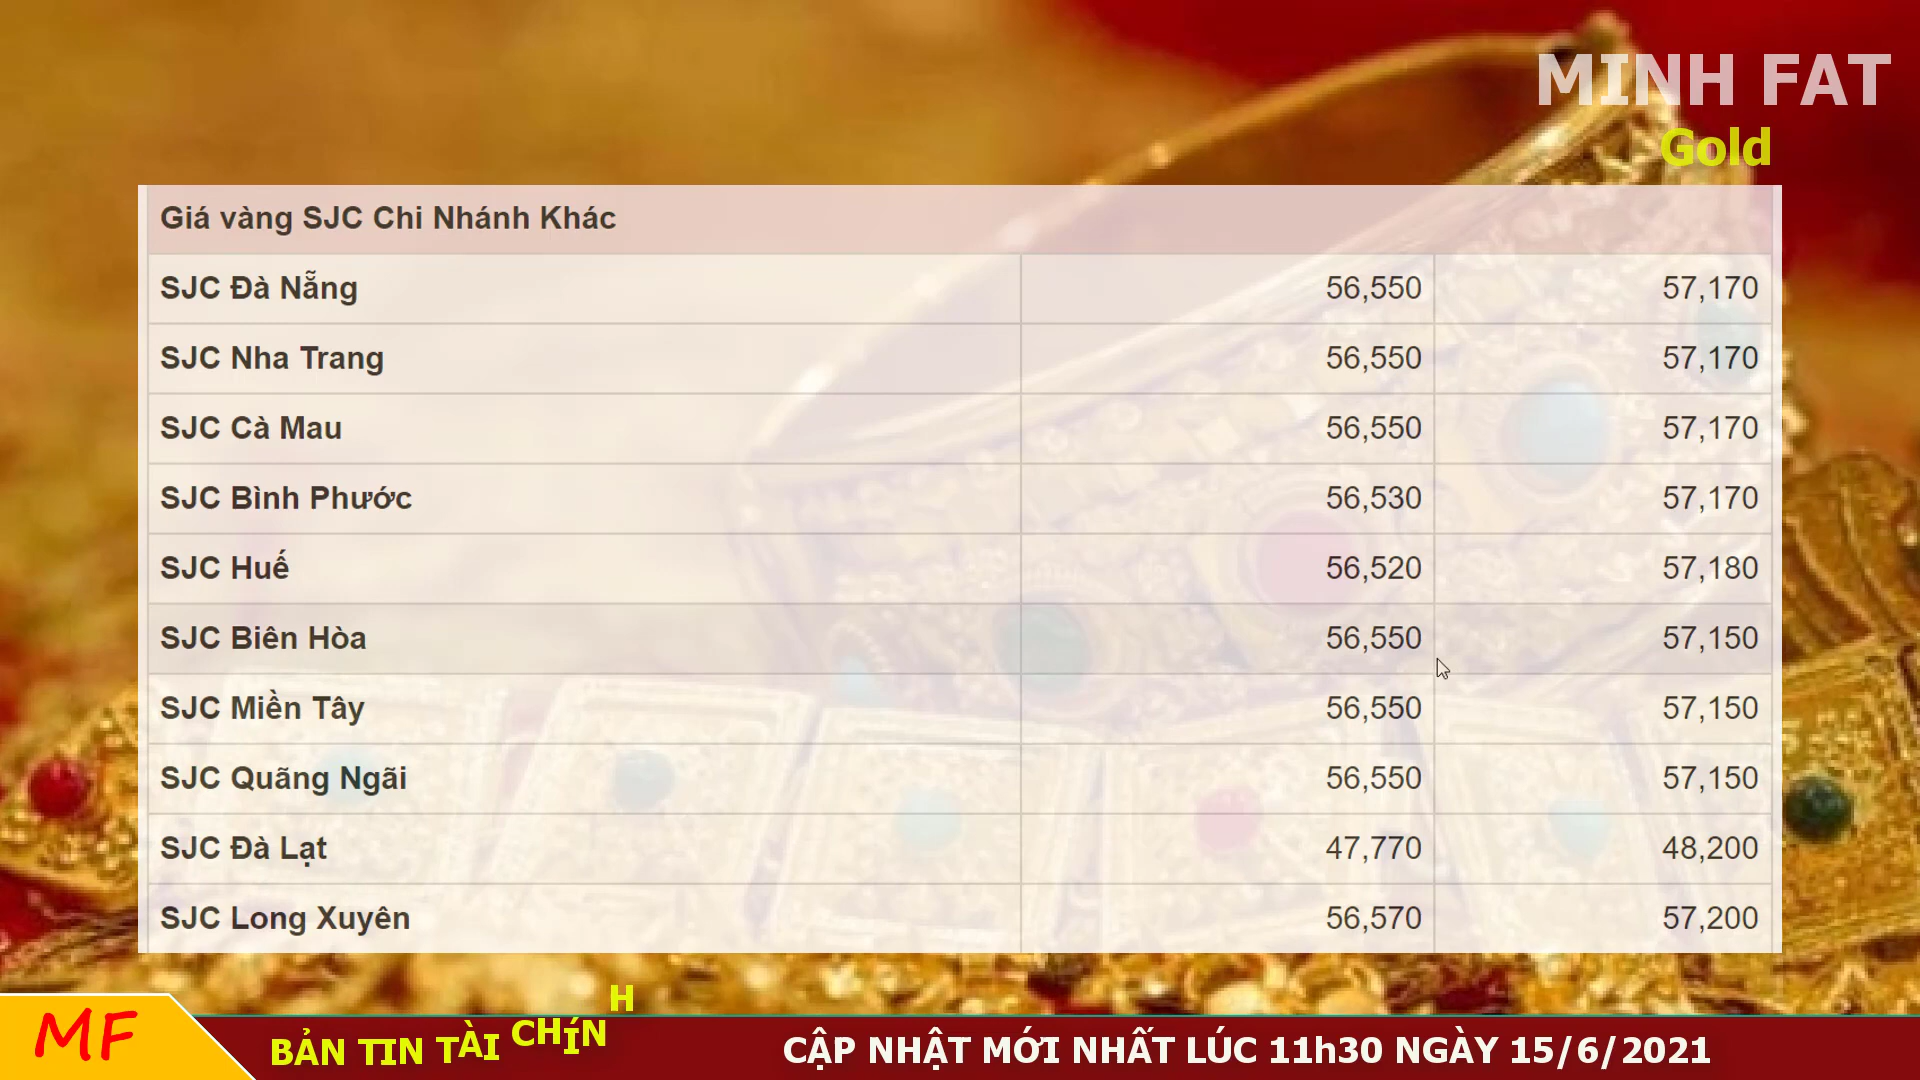 MINH FAT
Gold
Giá vàng SJC Chi Nhánh Khác
SJC Đà Nẵng 56,550 57,170
SJC Nha Trang 56,550 57,170
SJC Cà Mau 56,550 57,170
SJC Bình Phước 56,530 57,170
SJC Huế 56,520 57,180
SJC Biên Hòa 56,550 57,150
SJC Miền Tây 56,550 57,150
SJC Quãng Ngãi 56,550 57,150
SJC Đà Lạt 47,770 48,200
SJC Long Xuyên 56,570 57,200
MF BẢN TIN TÀI CHÍNH CẬP NHẬT MỚI NHẤT LÚC 11h30 NGÀY 15/6/2021